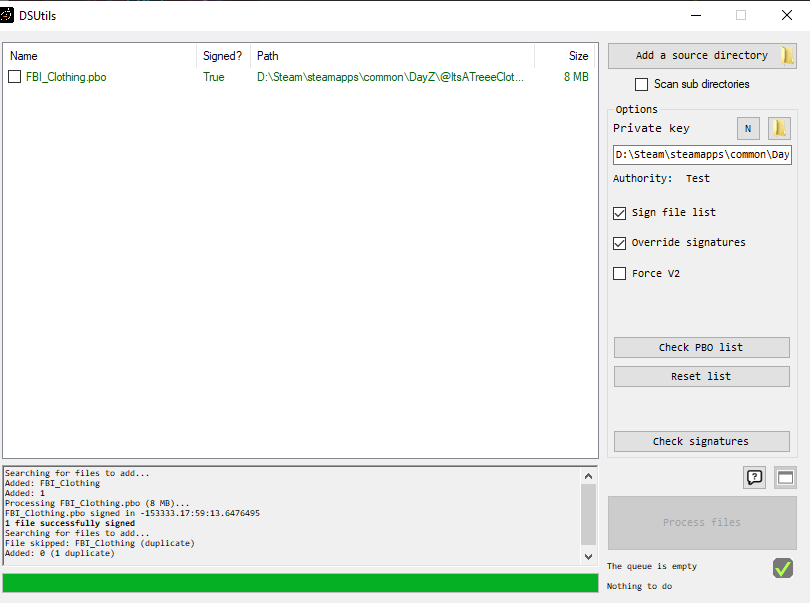 DSUtils
Name Signed? Path Size
FBI_Clothing.pbo True D:\Steam\steamapps\common\DayZ\@ItsATreeeClot... 8 MB
Add a source directory
Scan sub directories
Options
Private key N
D:\Steam\steamapps\common\Day
Authority: Test
Sign file list
Override signatures
Force V2
Check PBO list
Reset list
Check signatures
Searching for files to add...
Added: FBI_Clothing
Added: 1
Processing FBI_Clothing.pbo (8 MB)...
FBI_Clothing.pbo signed in -153333.17:59:13.6476495
1 file successfully signed
Searching for files to add...
File skipped: FBI_Clothing (duplicate)
Added: 0 (1 duplicate)
Process files
The queue is empty
Nothing to do